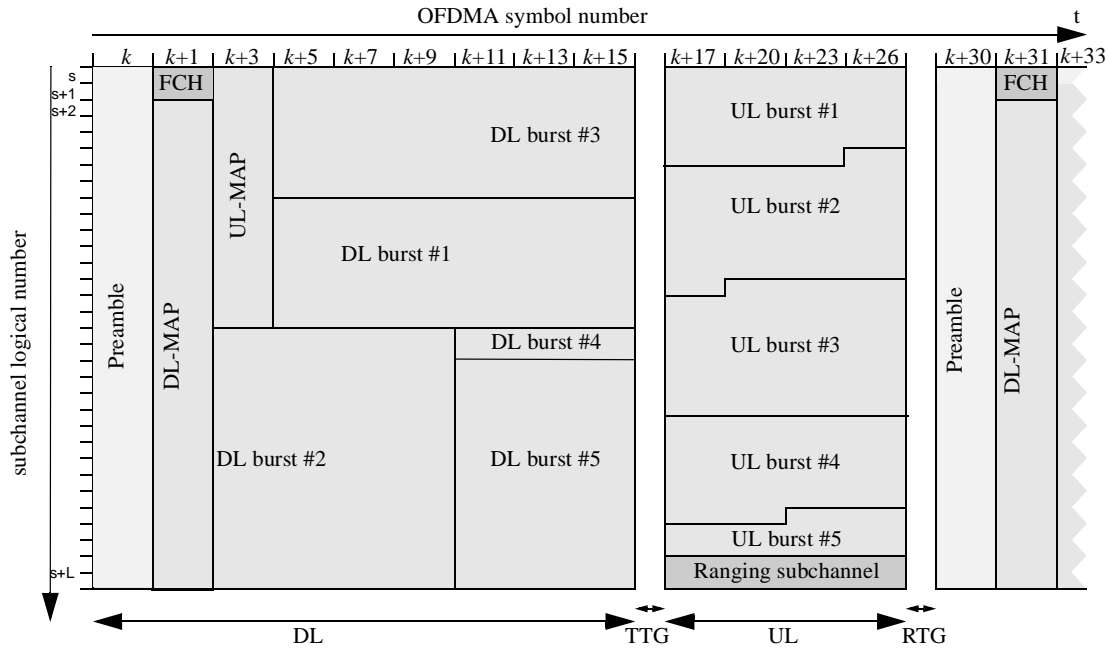 OFDMA symbol number
t
k k+1 k+3 k+5 k+7 k+9 k+11 k+13 k+15 k+17 k+20 k+23 k+26 k+30 k+31 k+33
s
s+1
s+2
s+L
subchannel logical number
Preamble
FCH
DL-MAP
UL-MAP
DL burst #3
DL burst #1
DL burst #4
DL burst #2
DL burst #5
UL burst #1
UL burst #2
UL burst #3
UL burst #4
UL burst #5
Ranging subchannel
Preamble
FCH
DL-MAP
DL TTG UL RTG